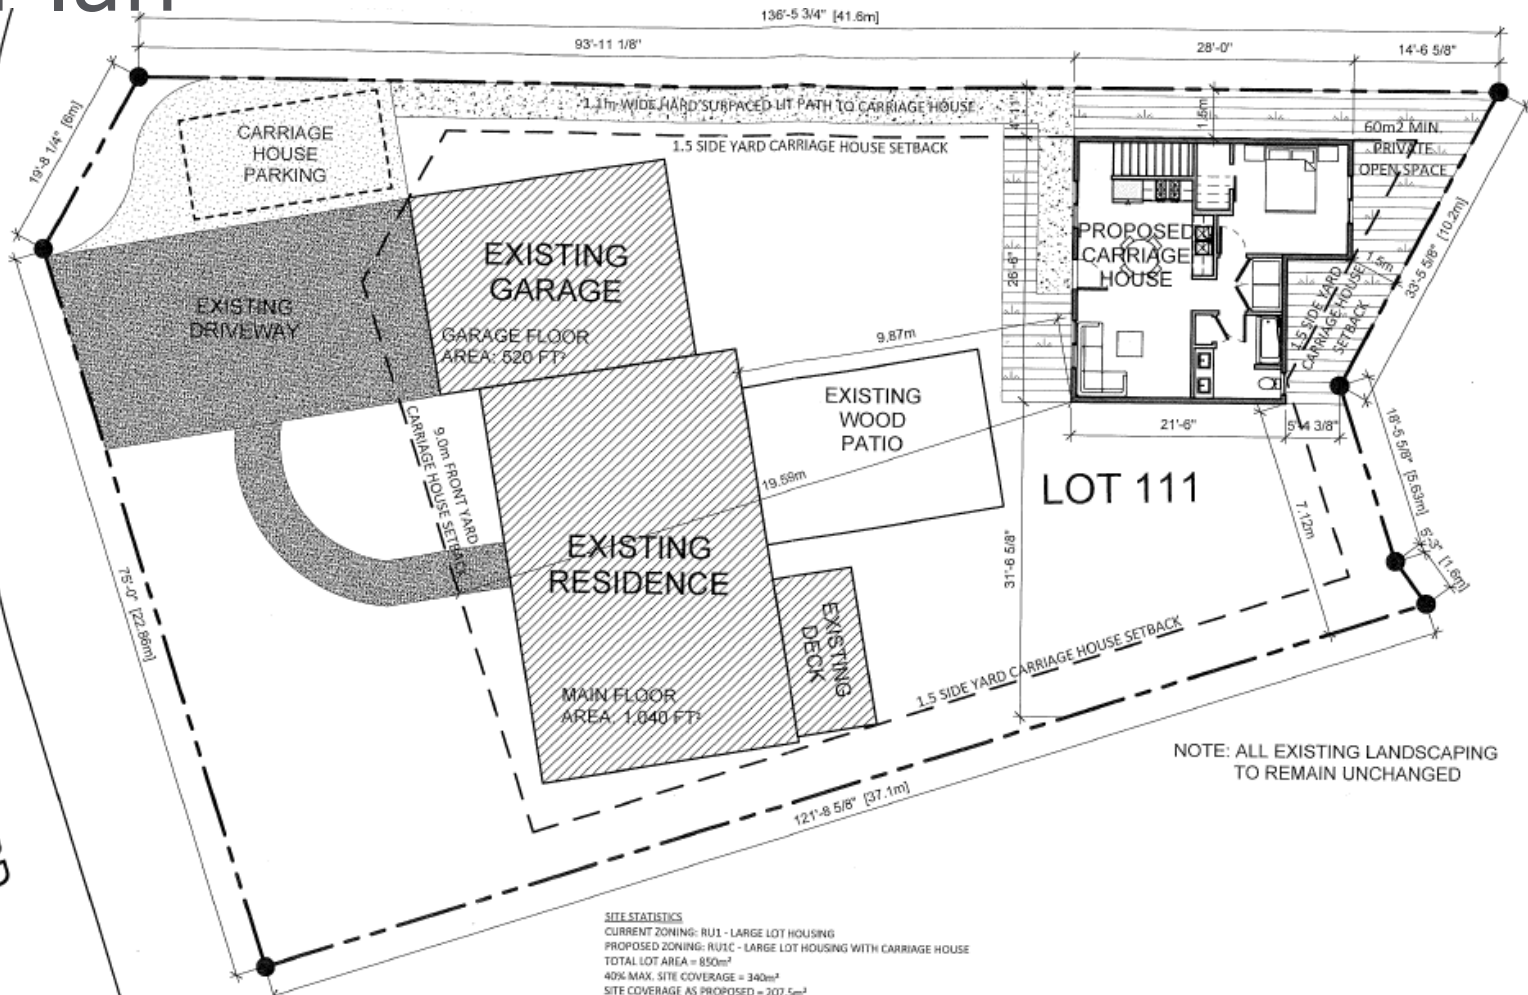 136'-5 3/4" [41.6m]
93'-11 1/8"
28'-0"
14'-6 5/8"
19'-8 1/4" [6m]
CARRIAGE
HOUSE
PARKING
1.1m WIDE HARD SURFACED LIT PATH TO CARRIAGE HOUSE
4'-11"
1.5m
1.5 SIDE YARD CARRIAGE HOUSE SETBACK
60m2 MIN.
PRIVATE
OPEN SPACE
EXISTING
GARAGE
GARAGE FLOOR
AREA: 520 FT²
EXISTING
DRIVEWAY
PROPOSED
CARRIAGE
HOUSE
26'-6"
1.5m
33'-5 5/8" [10.2m]
1.5 SIDE YARD
CARRIAGE HOUSE
SETBACK
9.87m
EXISTING
WOOD
PATIO
21'-6"
5'-4 3/8"
18'-5 5/8" [5.63m]
5'-3" [1.6m]
9.0m FRONT YARD
CARRIAGE HOUSE SETBACK
19.59m
LOT 111
7.12m
EXISTING
RESIDENCE
31'-6 5/8"
75'-0" [22.86m]
EXISTING
DECK
MAIN FLOOR
AREA: 1,040 FT²
1.5 SIDE YARD CARRIAGE HOUSE SETBACK
NOTE: ALL EXISTING LANDSCAPING
TO REMAIN UNCHANGED
121'-8 5/8" [37.1m]
SITE STATISTICS
CURRENT ZONING: RU1 - LARGE LOT HOUSING
PROPOSED ZONING: RU1C - LARGE LOT HOUSING WITH CARRIAGE HOUSE
TOTAL LOT AREA = 850m²
40% MAX. SITE COVERAGE = 340m²
SITE COVERAGE AS PROPOSED = 207.5m²